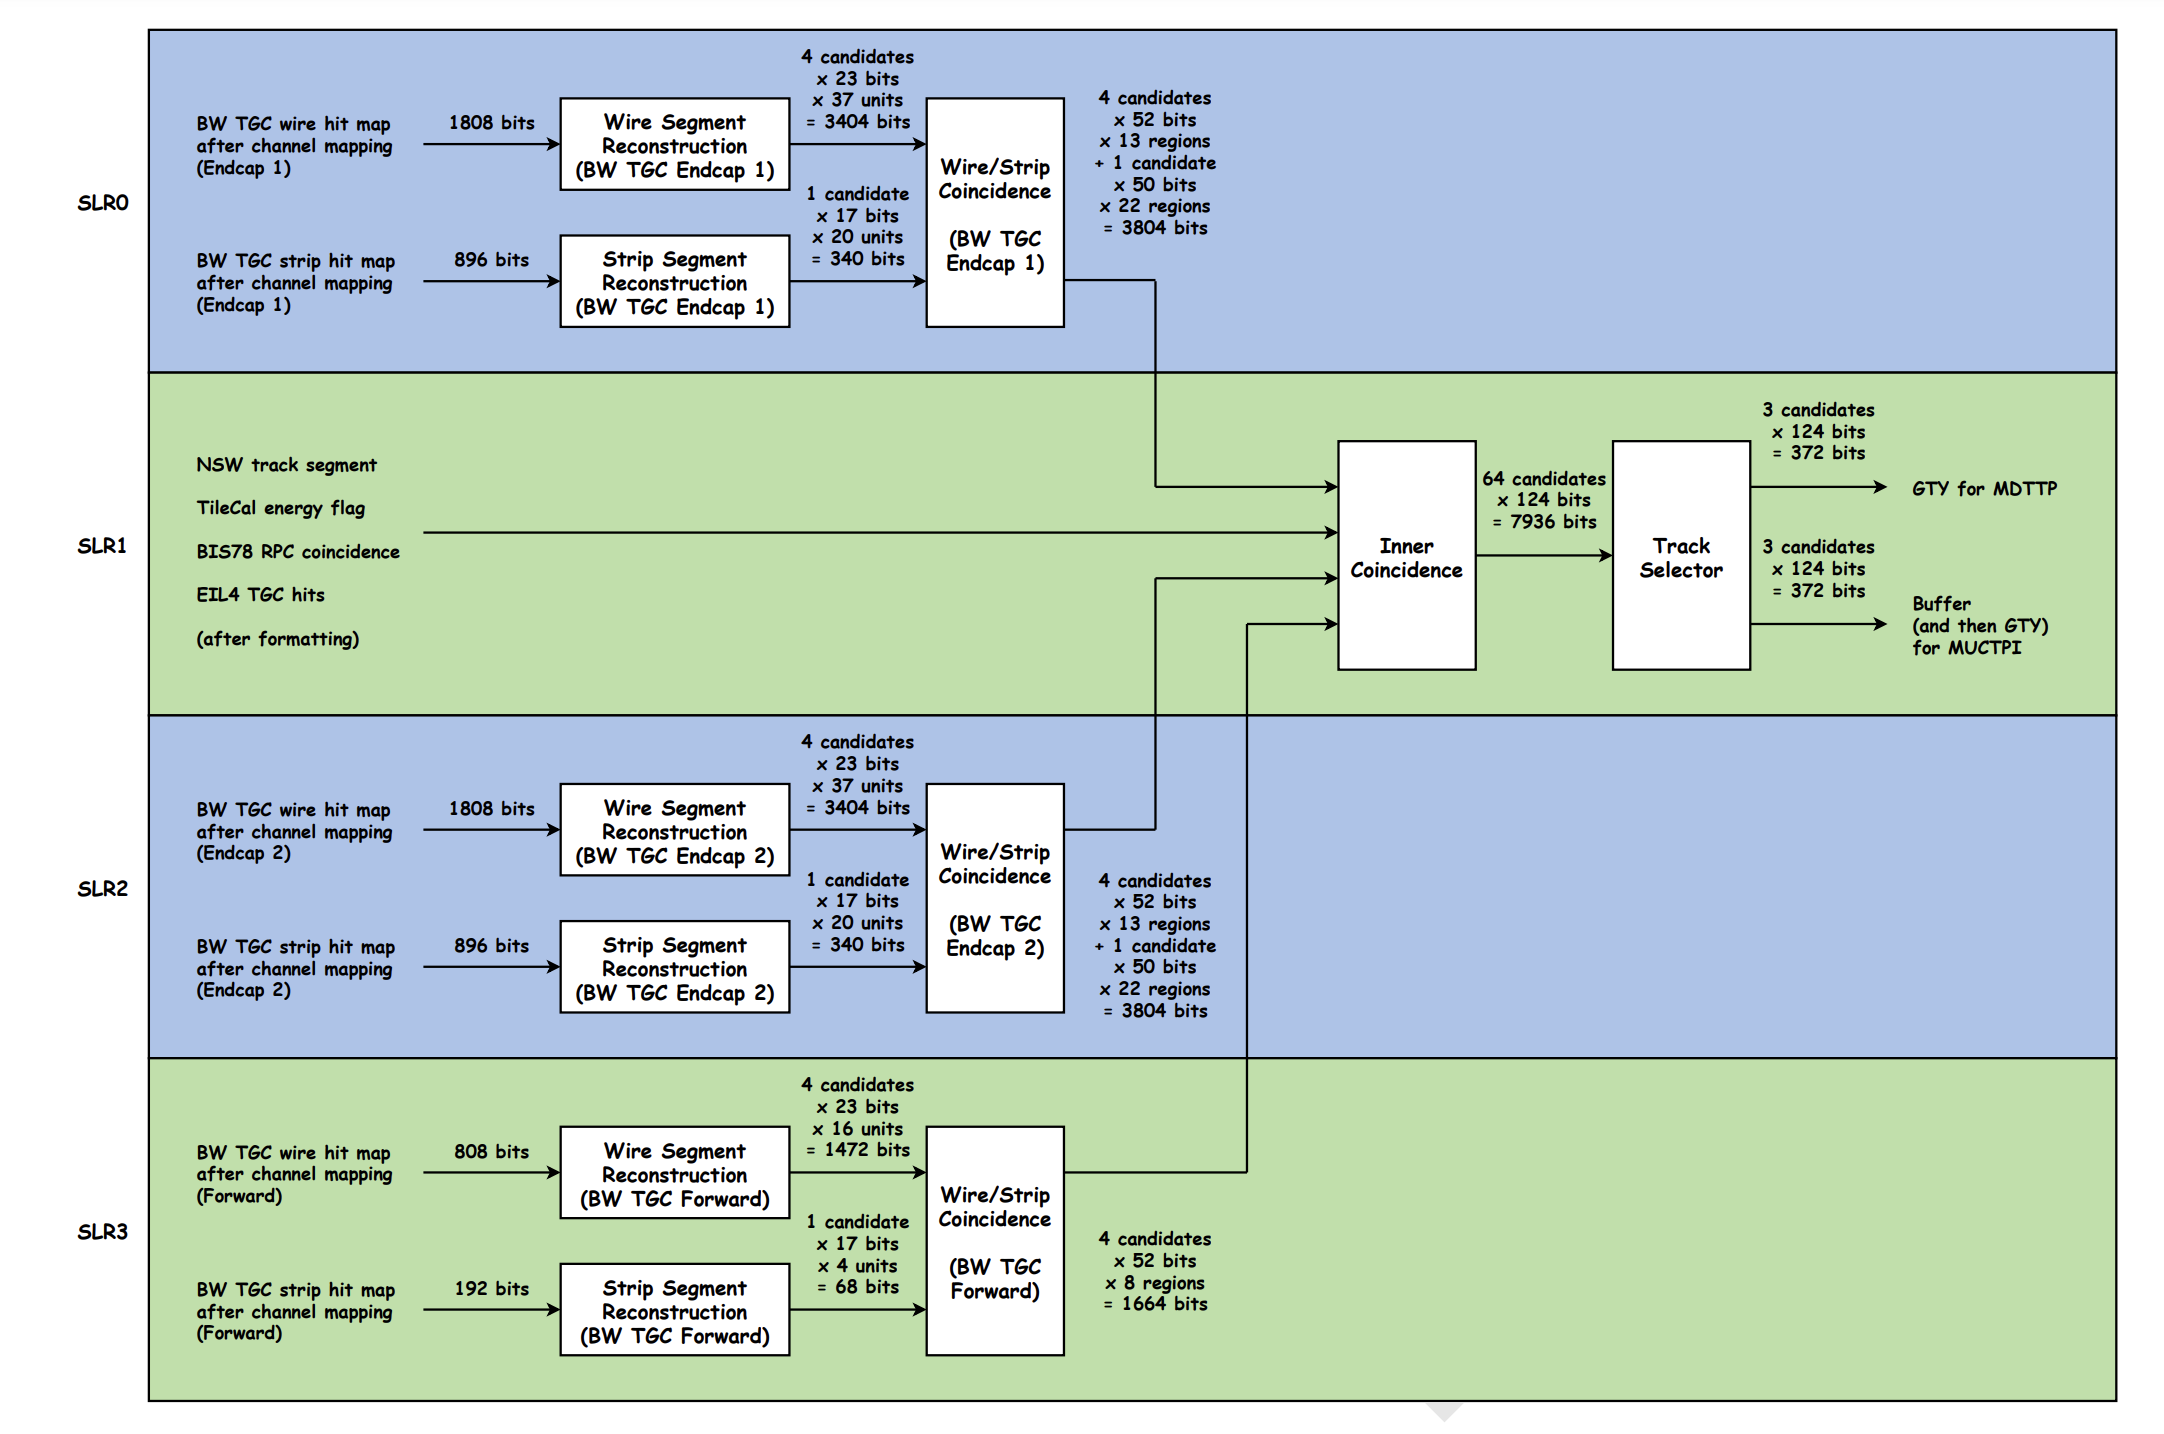 SLR0
BW TGC wire hit map
after channel mapping
(Endcap 1)
1808 bits
Wire Segment
Reconstruction
(BW TGC Endcap 1)
4 candidates
x 23 bits
x 37 units
= 3404 bits
BW TGC strip hit map
after channel mapping
(Endcap 1)
896 bits
Strip Segment
Reconstruction
(BW TGC Endcap 1)
1 candidate
x 17 bits
x 20 units
= 340 bits
Wire/Strip
Coincidence
(BW TGC
Endcap 1)
4 candidates
x 52 bits
x 13 regions
+ 1 candidate
x 50 bits
x 22 regions
= 3804 bits
SLR1
NSW track segment
TileCal energy flag
BIS78 RPC coincidence
EIL4 TGC hits
(after formatting)
Inner
Coincidence
64 candidates
x 124 bits
= 7936 bits
Track
Selector
3 candidates
x 124 bits
= 372 bits
GTY for MDTTP
3 candidates
x 124 bits
= 372 bits
Buffer
(and then GTY)
for MUCTPI
SLR2
BW TGC wire hit map
after channel mapping
(Endcap 2)
1808 bits
Wire Segment
Reconstruction
(BW TGC Endcap 2)
4 candidates
x 23 bits
x 37 units
= 3404 bits
BW TGC strip hit map
after channel mapping
(Endcap 2)
896 bits
Strip Segment
Reconstruction
(BW TGC Endcap 2)
1 candidate
x 17 bits
x 20 units
= 340 bits
Wire/Strip
Coincidence
(BW TGC
Endcap 2)
4 candidates
x 52 bits
x 13 regions
+ 1 candidate
x 50 bits
x 22 regions
= 3804 bits
SLR3
BW TGC wire hit map
after channel mapping
(Forward)
808 bits
Wire Segment
Reconstruction
(BW TGC Forward)
4 candidates
x 23 bits
x 16 units
= 1472 bits
BW TGC strip hit map
after channel mapping
(Forward)
192 bits
Strip Segment
Reconstruction
(BW TGC Forward)
1 candidate
x 17 bits
x 4 units
= 68 bits
Wire/Strip
Coincidence
(BW TGC
Forward)
4 candidates
x 52 bits
x 8 regions
= 1664 bits